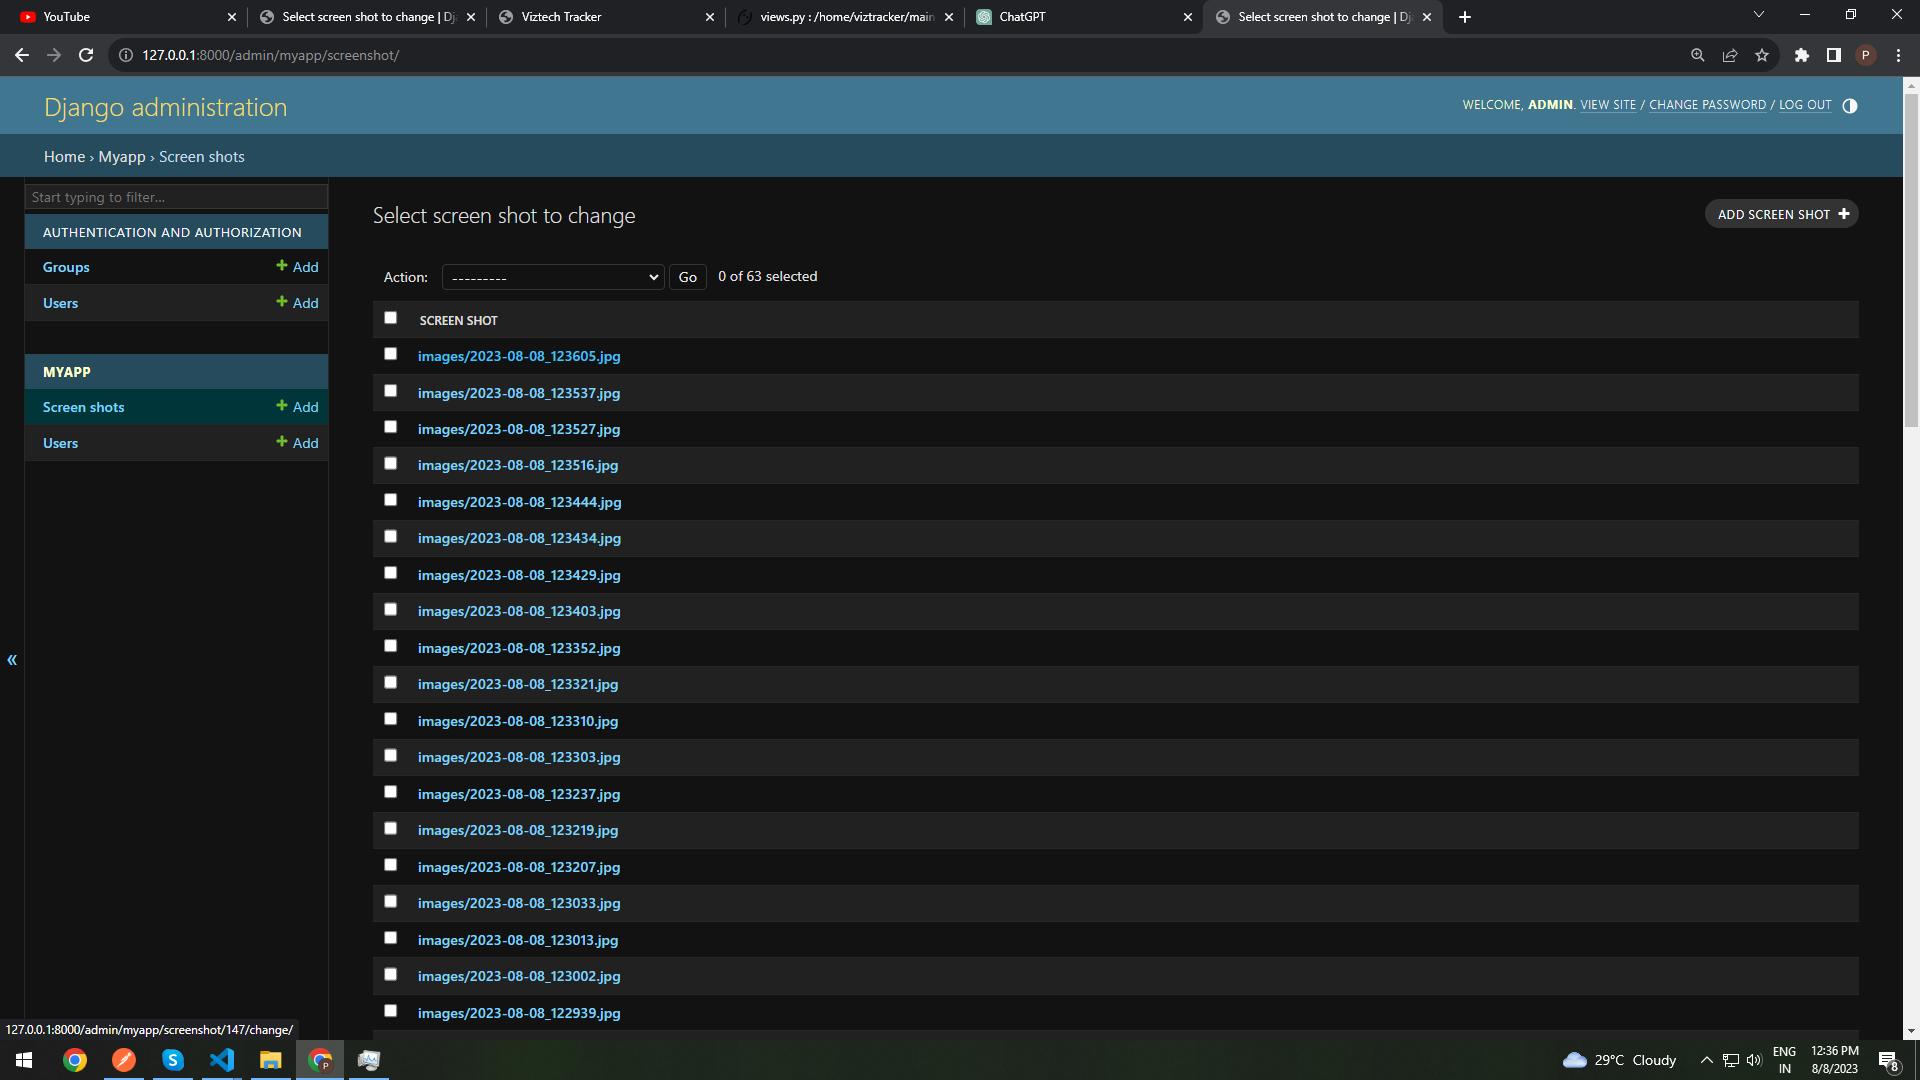 YouTube
Select screen shot to change | Dj
Viztech Tracker
views.py : /home/viztracker/main
ChatGPT
Select screen shot to change | Dj
127.0.0.1:8000/admin/myapp/screenshot/
P
Django administration
WELCOME, ADMIN. VIEW SITE / CHANGE PASSWORD / LOG OUT
Home › Myapp › Screen shots
Start typing to filter...
AUTHENTICATION AND AUTHORIZATION
Groups + Add
Users + Add
MYAPP
Screen shots + Add
Users + Add
«
Select screen shot to change
ADD SCREEN SHOT +
Action: --------- Go 0 of 63 selected
SCREEN SHOT
images/2023-08-08_123605.jpg
images/2023-08-08_123537.jpg
images/2023-08-08_123527.jpg
images/2023-08-08_123516.jpg
images/2023-08-08_123444.jpg
images/2023-08-08_123434.jpg
images/2023-08-08_123429.jpg
images/2023-08-08_123403.jpg
images/2023-08-08_123352.jpg
images/2023-08-08_123321.jpg
images/2023-08-08_123310.jpg
images/2023-08-08_123303.jpg
images/2023-08-08_123237.jpg
images/2023-08-08_123219.jpg
images/2023-08-08_123207.jpg
images/2023-08-08_123033.jpg
images/2023-08-08_123013.jpg
images/2023-08-08_123002.jpg
images/2023-08-08_122939.jpg
127.0.0.1:8000/admin/myapp/screenshot/147/change/
29°C Cloudy
ENG
IN
12:36 PM
8/8/2023
8